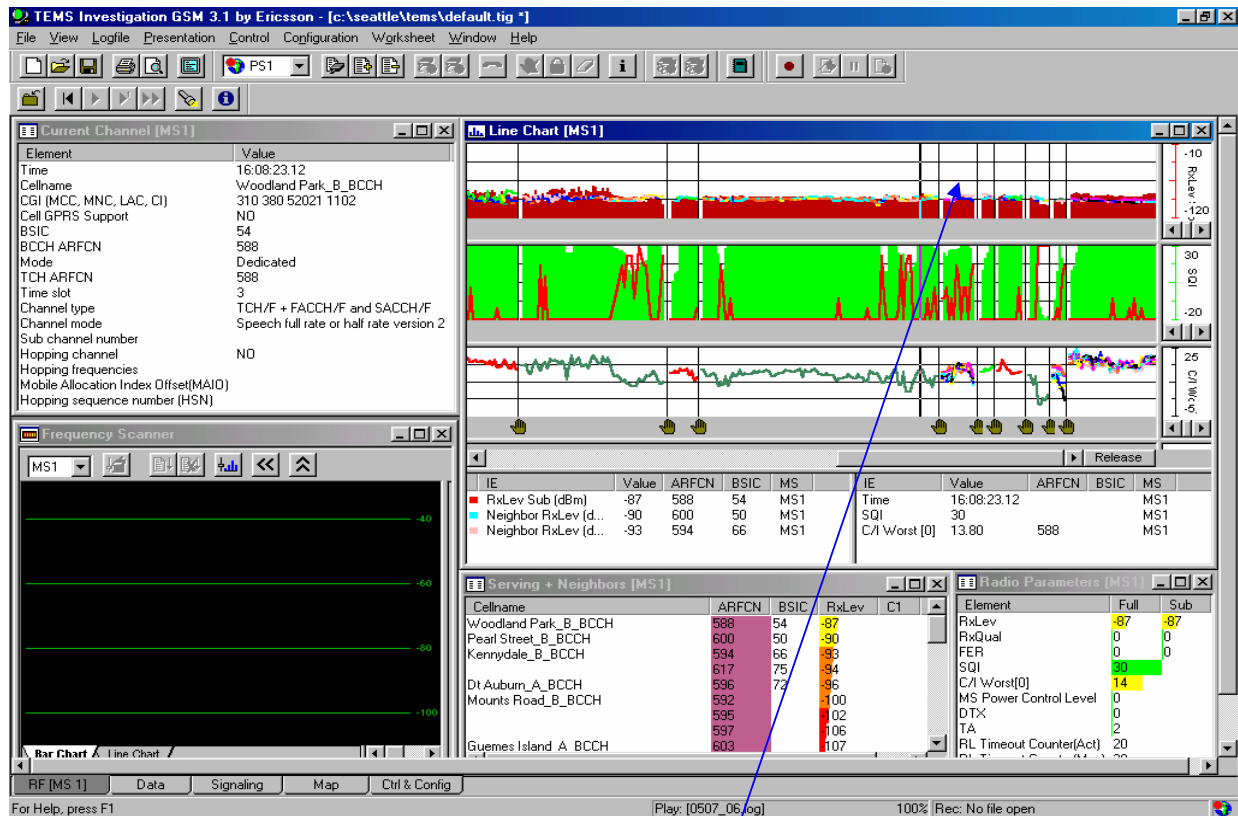 TEMS Investigation GSM 3.1 by Ericsson - [c:\seattle\tems\default.tig *]
File View Logfile Presentation Control Configuration Worksheet Window Help
PS1
Current Channel [MS1]
Element Value
Time 16:08:23.12
Cellname Woodland Park_B_BCCH
CGI (MCC, MNC, LAC, CI) 310 380 52021 1102
Cell GPRS Support NO
BSIC 54
BCCH ARFCN 588
Mode Dedicated
TCH ARFCN 588
Time slot 3
Channel type TCH/F + FACCH/F and SACCH/F
Channel mode Speech full rate or half rate version 2
Sub channel number
Hopping channel NO
Hopping frequencies
Mobile Allocation Index Offset(MAIO)
Hopping sequence number (HSN)
Line Chart [MS1]
-10
RxLev
-120
30
SQI
-20
25
C/I Wc
-5
Release
IE Value ARFCN BSIC MS
RxLev Sub (dBm) -87 588 54 MS1
Neighbor RxLev (d... -90 600 50 MS1
Neighbor RxLev (d... -93 594 66 MS1
IE Value ARFCN BSIC MS
Time 16:08:23.12 MS1
SQI 30 MS1
C/I Worst [0] 13.80 588 MS1
Frequency Scanner
MS1
-40
-60
-80
-100
Bar Chart Line Chart
Serving + Neighbors [MS1]
Cellname ARFCN BSIC RxLev C1
Woodland Park_B_BCCH 588 54 -87
Pearl Street_B_BCCH 600 50 -90
Kennydale_B_BCCH 594 66 -93
617 75 -94
Dt Auburn_A_BCCH 596 72 -96
Mounts Road_B_BCCH 592 -100
595 -102
597 -106
Guemes Island_A_BCCH 603 -107
Radio Parameters [MS1]
Element Full Sub
RxLev -87 -87
RxQual 0 0
FER 0 0
SQI 30
C/I Worst[0] 14
MS Power Control Level 0
DTX 0
TA 2
RL Timeout Counter(Act) 20
RF [MS 1] Data Signaling Map Ctrl & Config
For Help, press F1 Play: [0507_06.log] 100% Rec: No file open